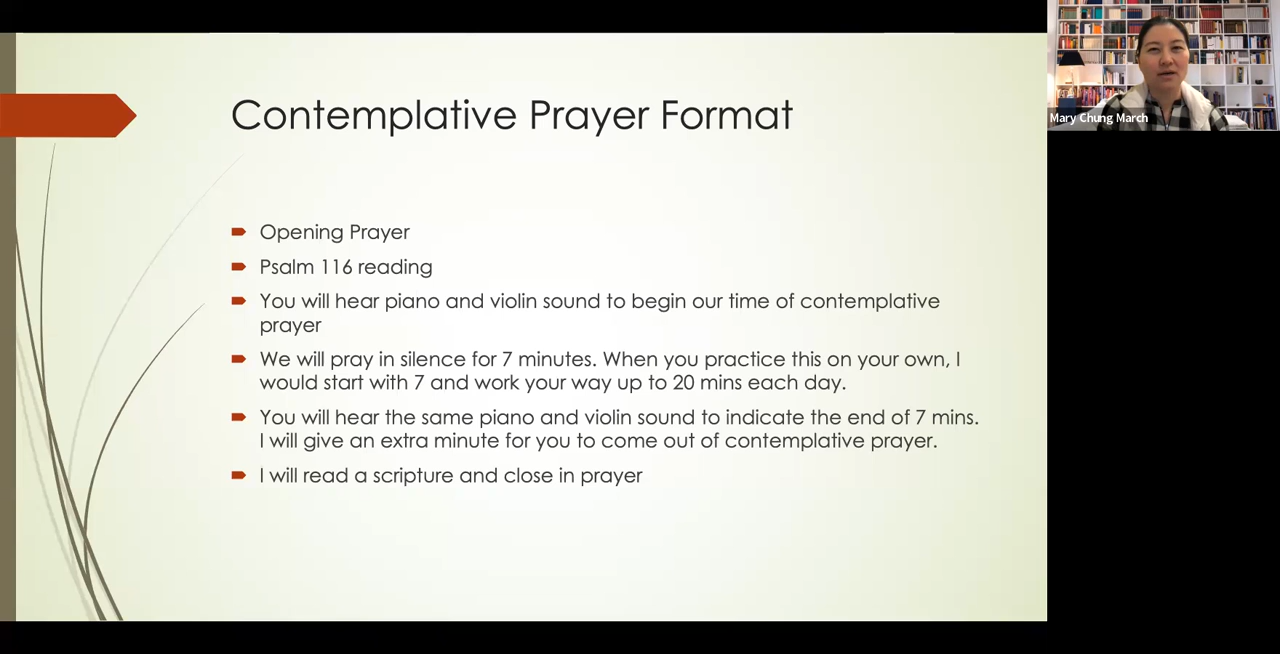 Contemplative Prayer Format
Mary Chung March
Opening Prayer
Psalm 116 reading
You will hear piano and violin sound to begin our time of contemplative
prayer
We will pray in silence for 7 minutes. When you practice this on your own, I
would start with 7 and work your way up to 20 mins each day.
You will hear the same piano and violin sound to indicate the end of 7 mins.
I will give an extra minute for you to come out of contemplative prayer.
I will read a scripture and close in prayer